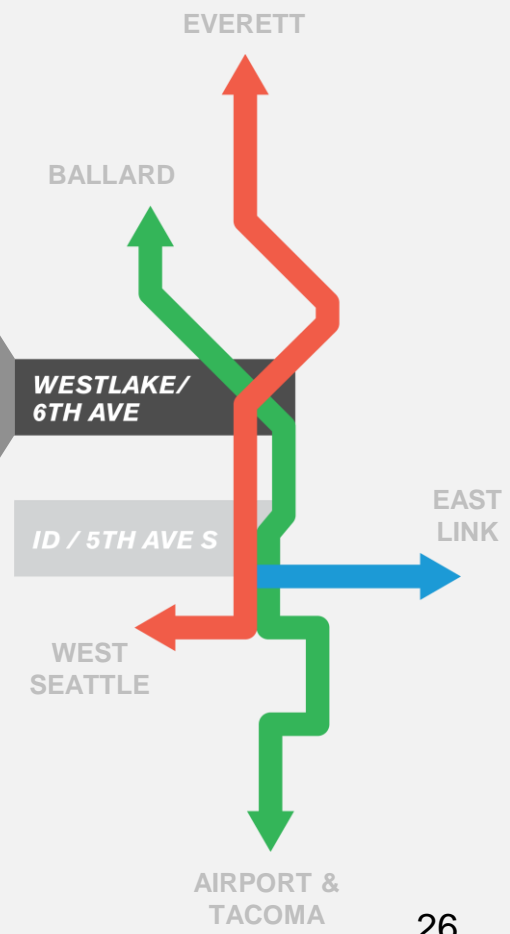 EVERETT
BALLARD
WESTLAKE/
6TH AVE
EAST
LINK
ID / 5TH AVE S
WEST
SEATTLE
AIRPORT &
TACOMA
26